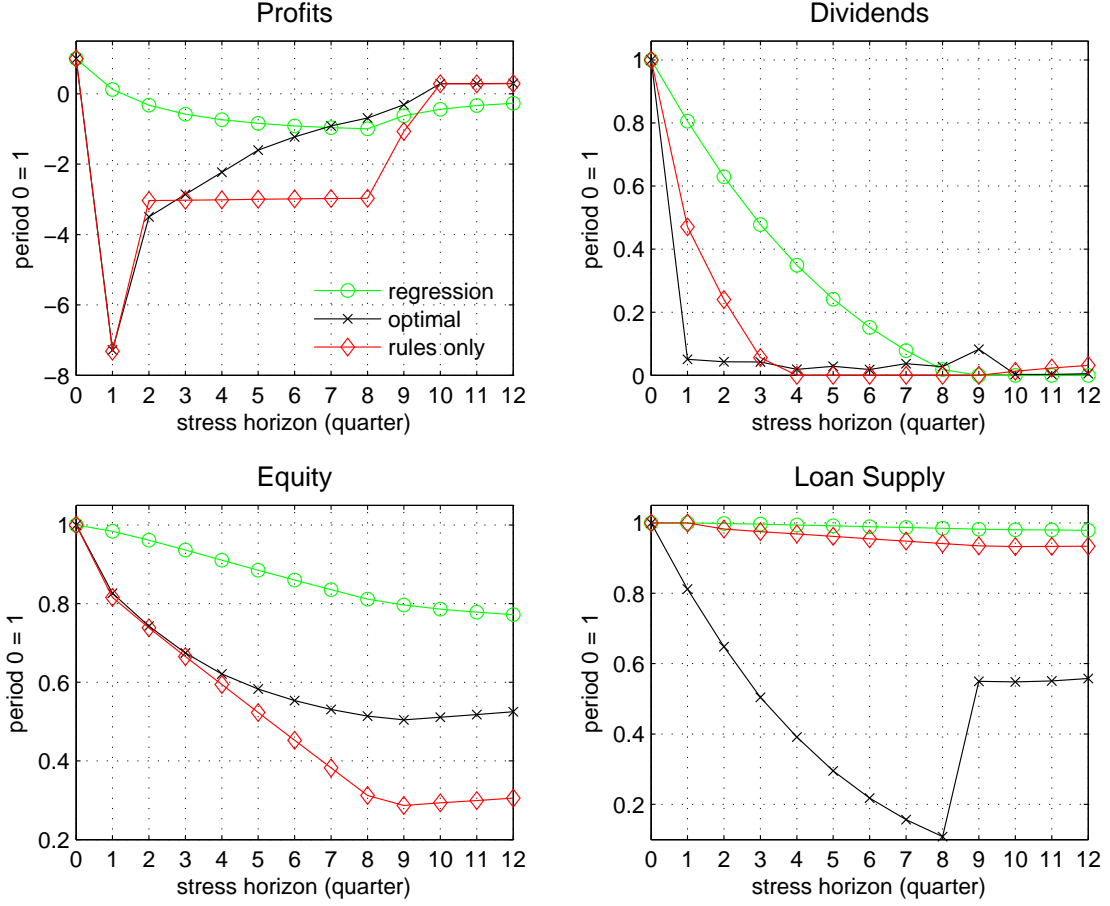 Profits
0
−2
−4
−6
−8
period 0 = 1
regression
optimal
rules only
0 1 2 3 4 5 6 7 8 9 10 11 12
stress horizon (quarter)
Dividends
1
0.8
0.6
0.4
0.2
0
period 0 = 1
0 1 2 3 4 5 6 7 8 9 10 11 12
stress horizon (quarter)
Equity
1
0.8
0.6
0.4
0.2
period 0 = 1
0 1 2 3 4 5 6 7 8 9 10 11 12
stress horizon (quarter)
Loan Supply
1
0.8
0.6
0.4
0.2
period 0 = 1
0 1 2 3 4 5 6 7 8 9 10 11 12
stress horizon (quarter)